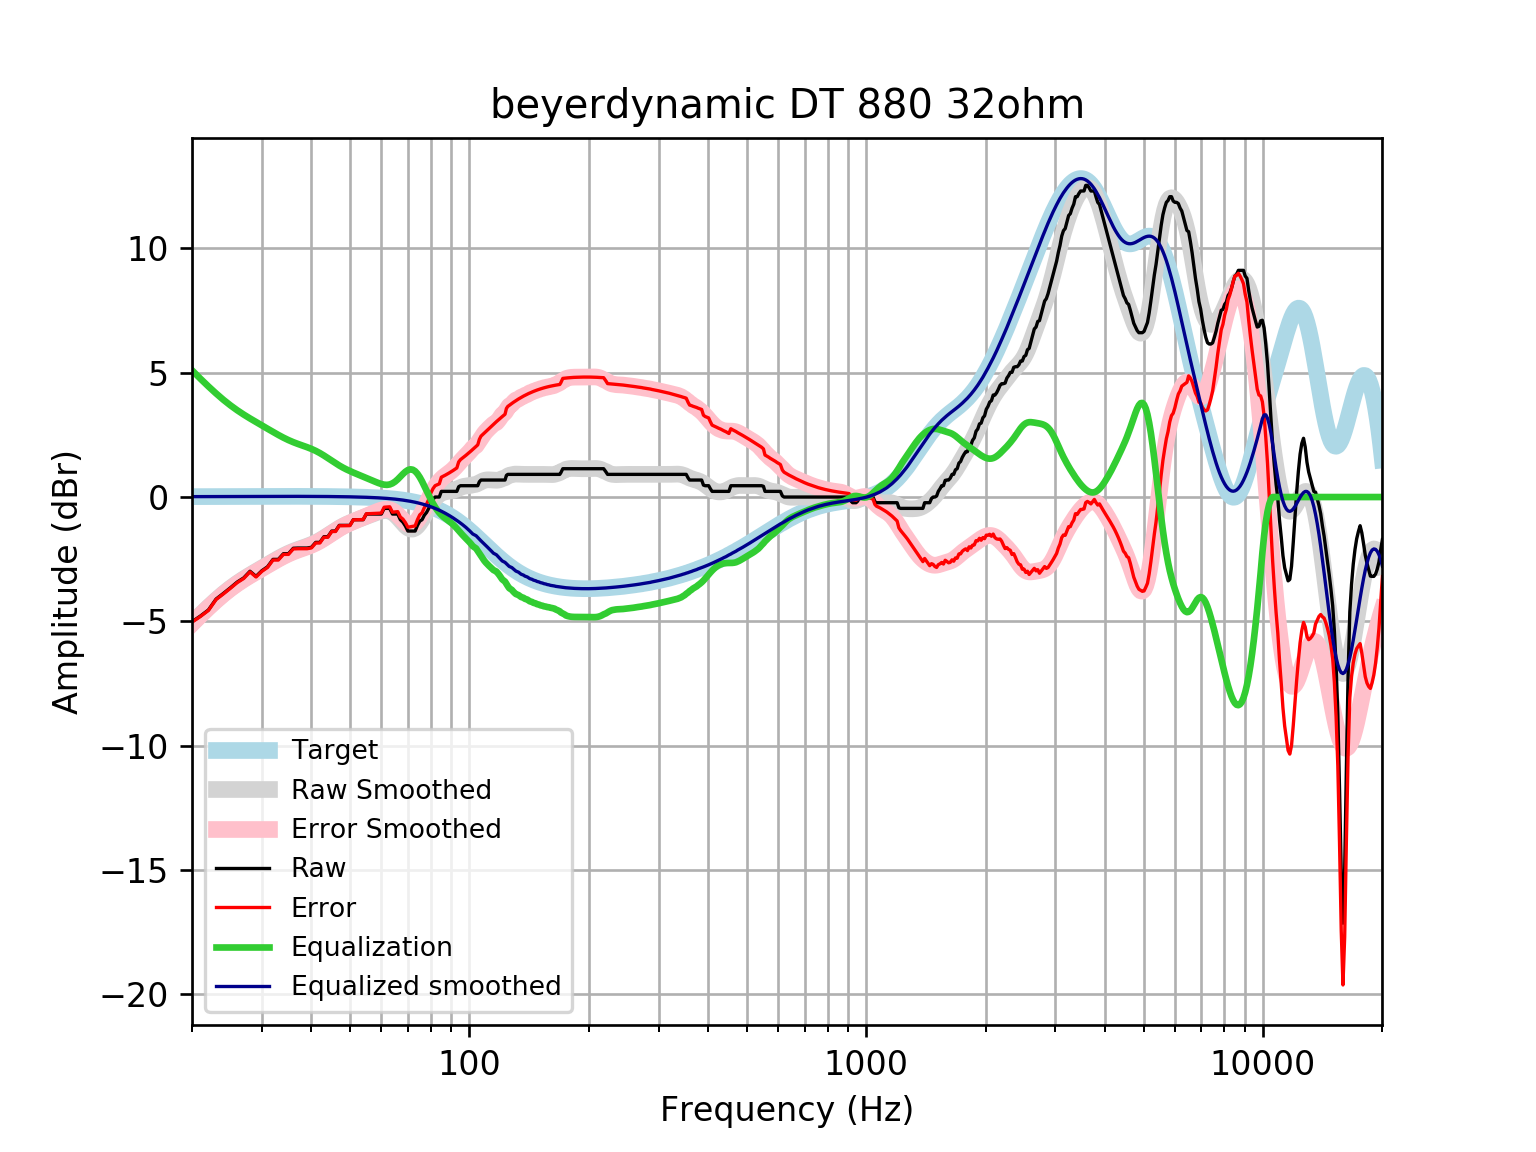 beyerdynamic DT 880 32ohm
Amplitude (dBr)
10
5
0
−5
−10
−15
−20
Target
Raw Smoothed
Error Smoothed
Raw
Error
Equalization
Equalized smoothed
100
1000
10000
Frequency (Hz)